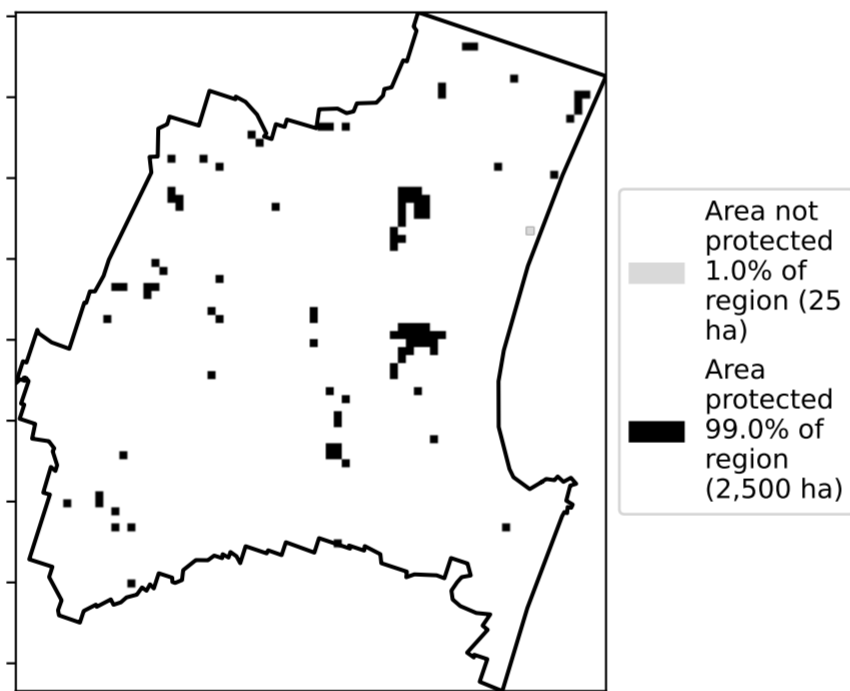 Area not
protected
1.0% of
region (25
ha)
Area
protected
99.0% of
region
(2,500 ha)